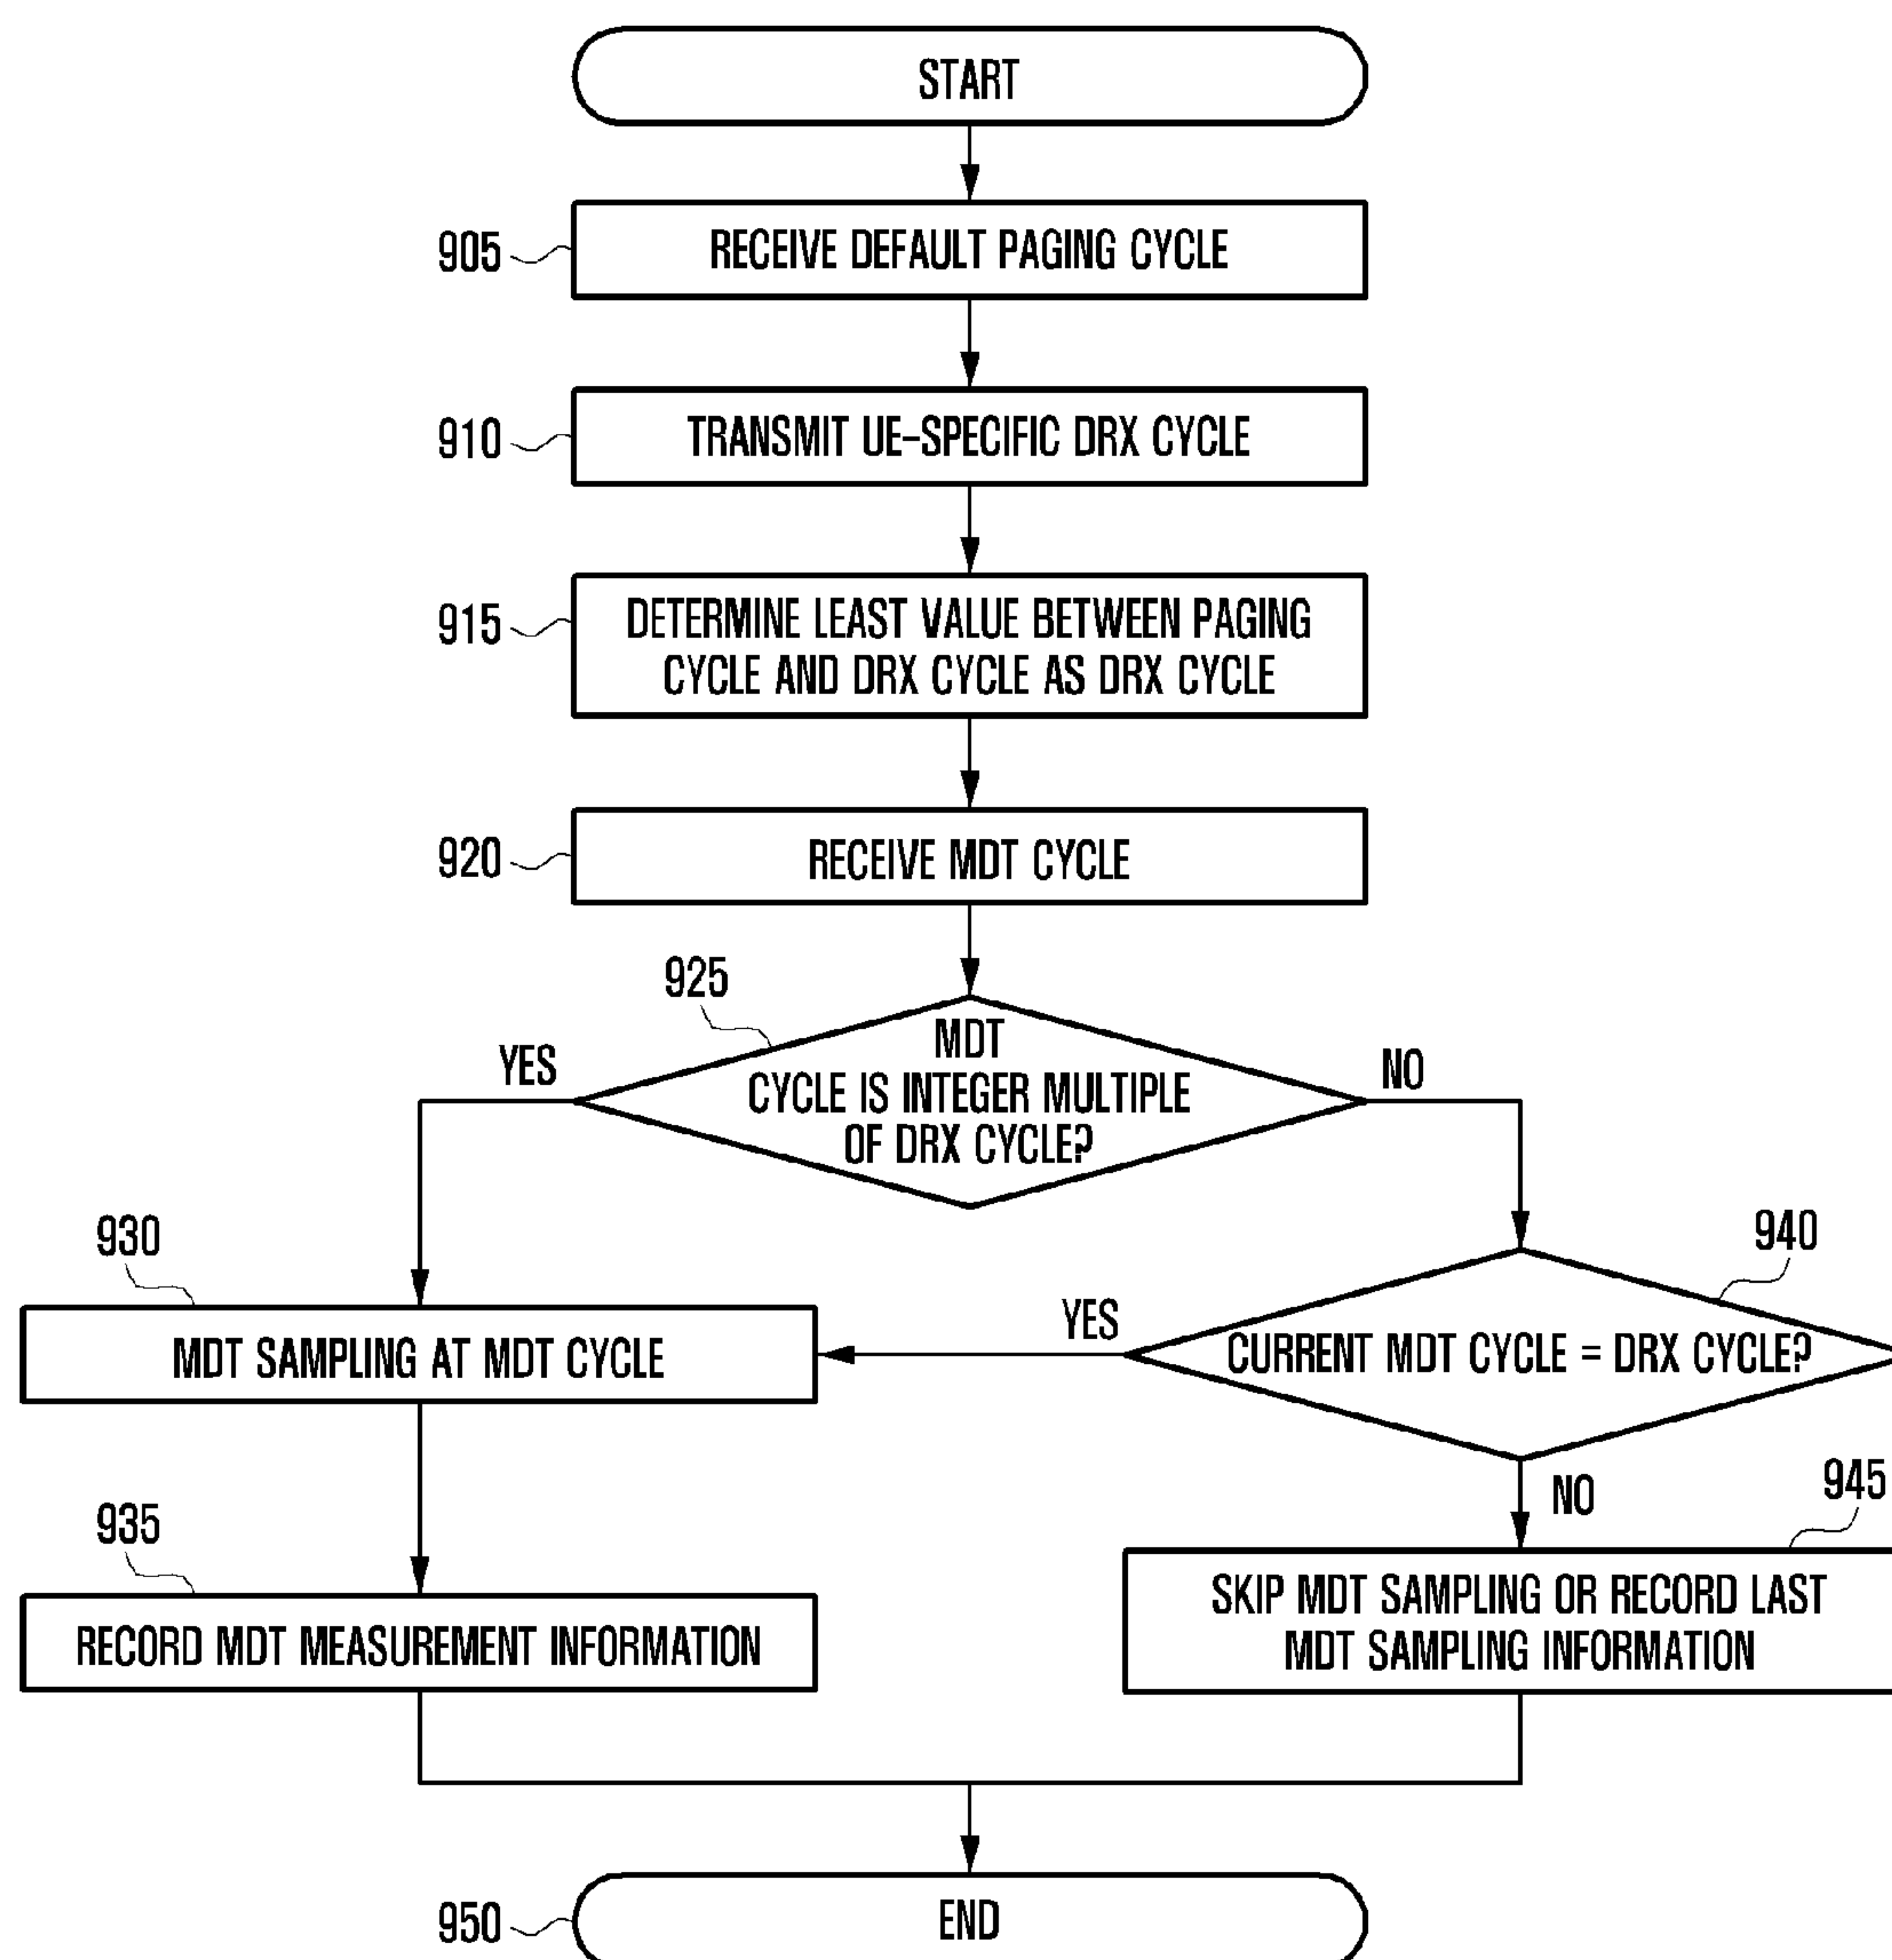 START
905
RECEIVE DEFAULT PAGING CYCLE
910
TRANSMIT UE-SPECIFIC DRX CYCLE
915
DETERMINE LEAST VALUE BETWEEN PAGING
CYCLE AND DRX CYCLE AS DRX CYCLE
920
RECEIVE MDT CYCLE
925
MDT
CYCLE IS INTEGER MULTIPLE
OF DRX CYCLE?
YES
NO
930
MDT SAMPLING AT MDT CYCLE
940
YES
CURRENT MDT CYCLE = DRX CYCLE?
NO
935
RECORD MDT MEASUREMENT INFORMATION
945
SKIP MDT SAMPLING OR RECORD LAST
MDT SAMPLING INFORMATION
950
END